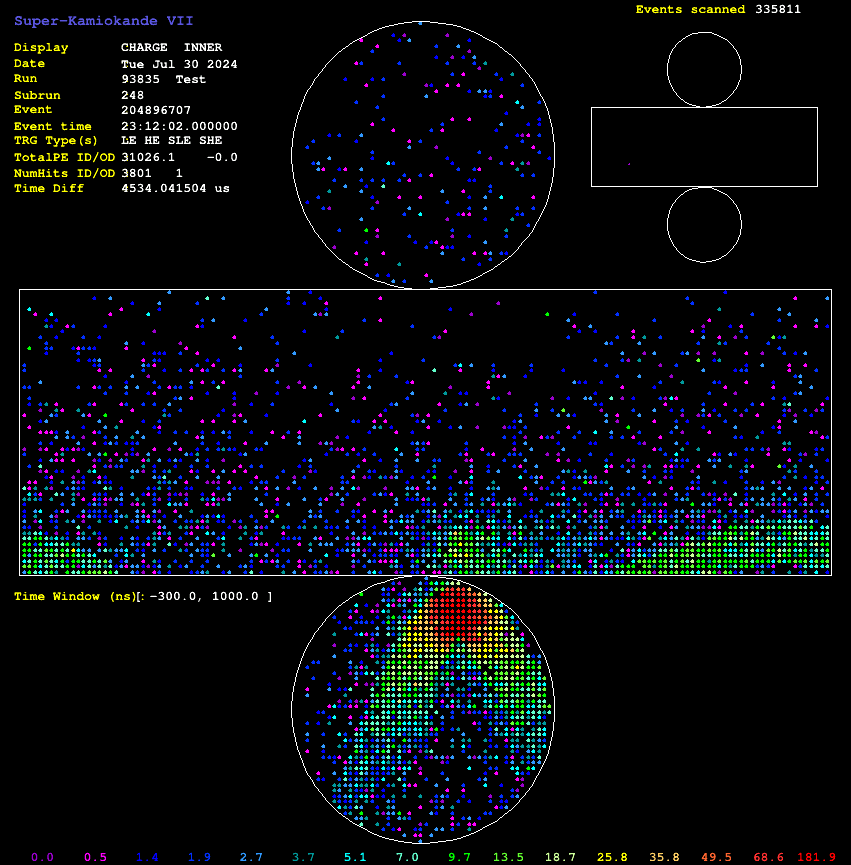 Super-Kamiokande VII
Events scanned 335811
Display CHARGE INNER
Date Tue Jul 30 2024
Run 93835 Test
Subrun 248
Event 204896707
Event time 23:12:02.000000
TRG Type(s) LE HE SLE SHE
TotalPE ID/OD 31026.1 -0.0
NumHits ID/OD 3801 1
Time Diff 4534.041504 us
Time Window (ns)[: -300.0, 1000.0 ]
0.0 0.5 1.4 1.9 2.7 3.7 5.1 7.0 9.7 13.5 18.7 25.8 35.8 49.5 68.6 181.9